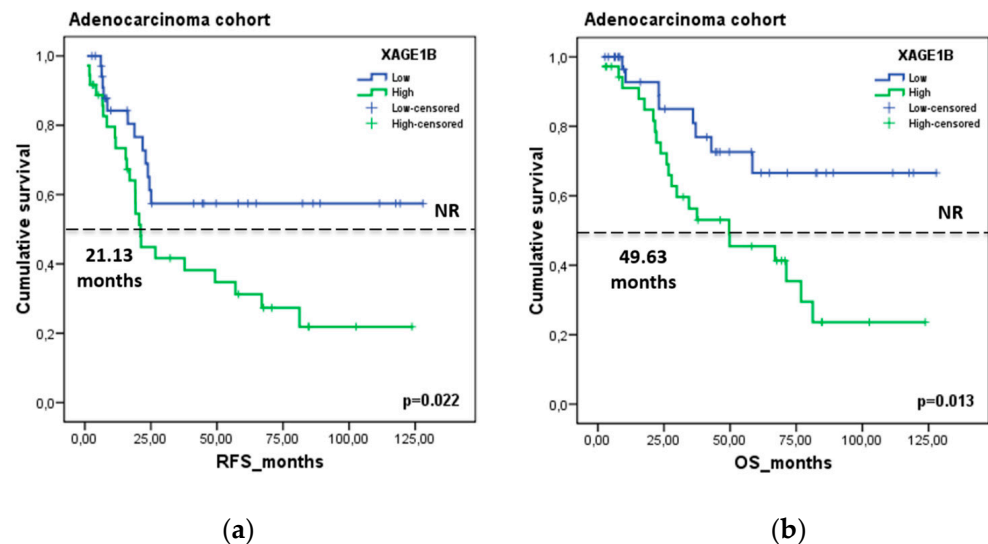 (a)
Adenocarcinoma cohort
XAGE1B
Low
High
Low-censored
High-censored
Cumulative survival
1,0
0,8
0,6
0,4
0,2
0,0
NR
21.13
months
p=0.022
0,00 25,00 50,00 75,00 100,00 125,00
RFS_months
(a)
(b)
Adenocarcinoma cohort
XAGE1B
Low
High
Low-censored
High-censored
Cumulative survival
1,0
0,8
0,6
0,4
0,2
0,0
NR
49.63
months
p=0.013
0,00 25,00 50,00 75,00 100,00 125,00
OS_months
(b)